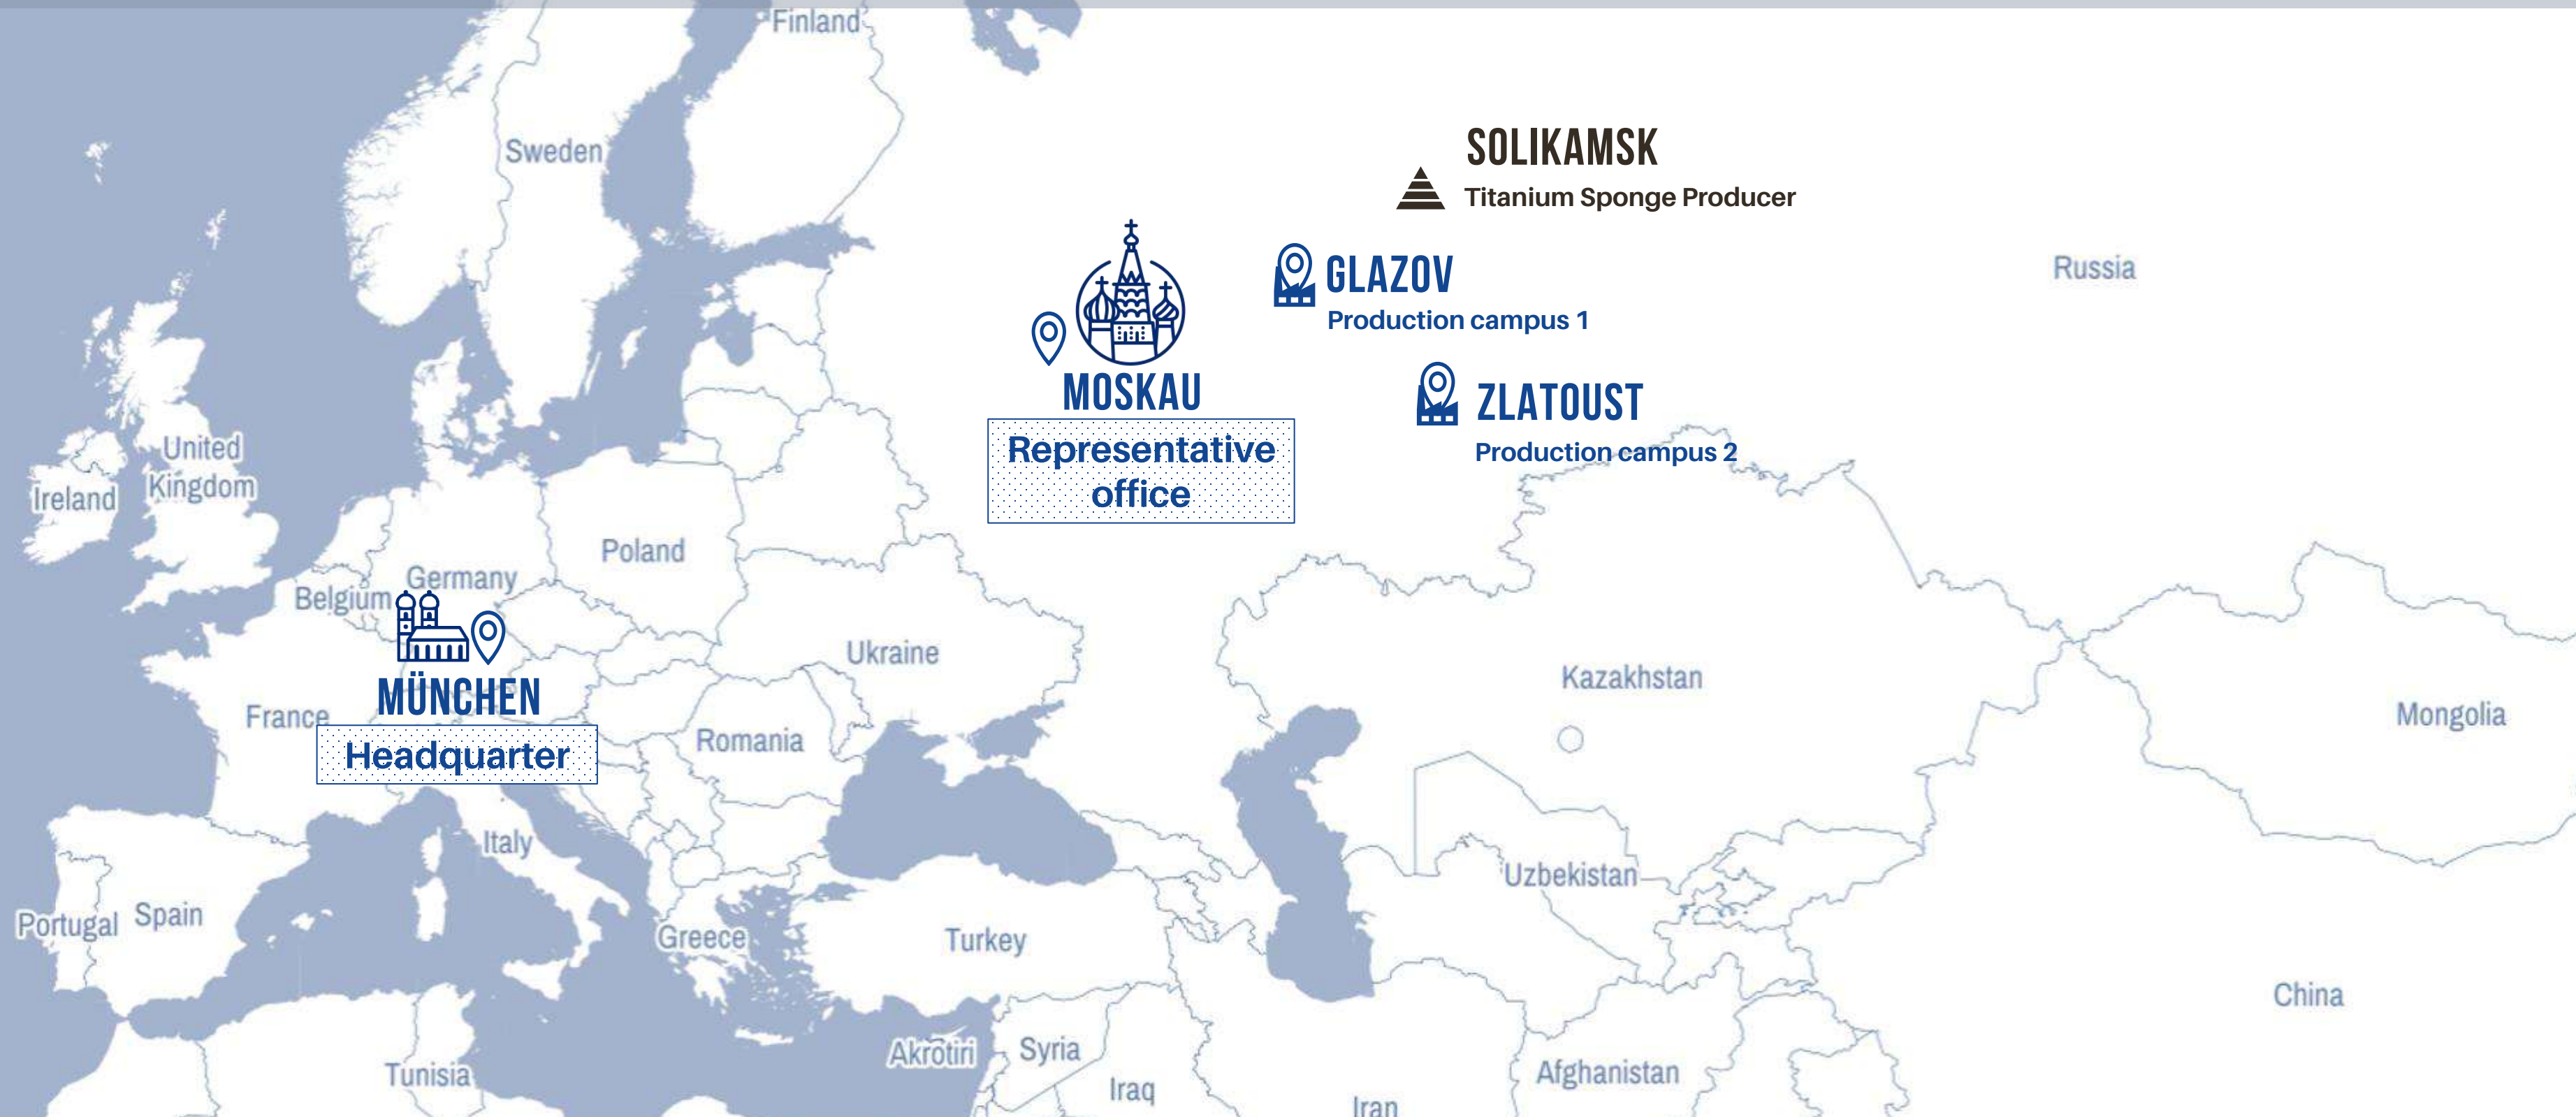 Finland
Sweden
SOLIKAMSK
Titanium Sponge Producer
GLAZOV
Production campus 1
Russia
MOSKAU
Representative
office
ZLATOUST
Production campus 2
United
Kingdom
Ireland
Poland
Germany
Belgium
Ukraine
Kazakhstan
MÜNCHEN
Headquarter
France
Romania
Mongolia
Italy
Uzbekistan
Portugal
Spain
Greece
Turkey
China
Akrotiri
Syria
Tunisia
Iraq
Afghanistan
Iran